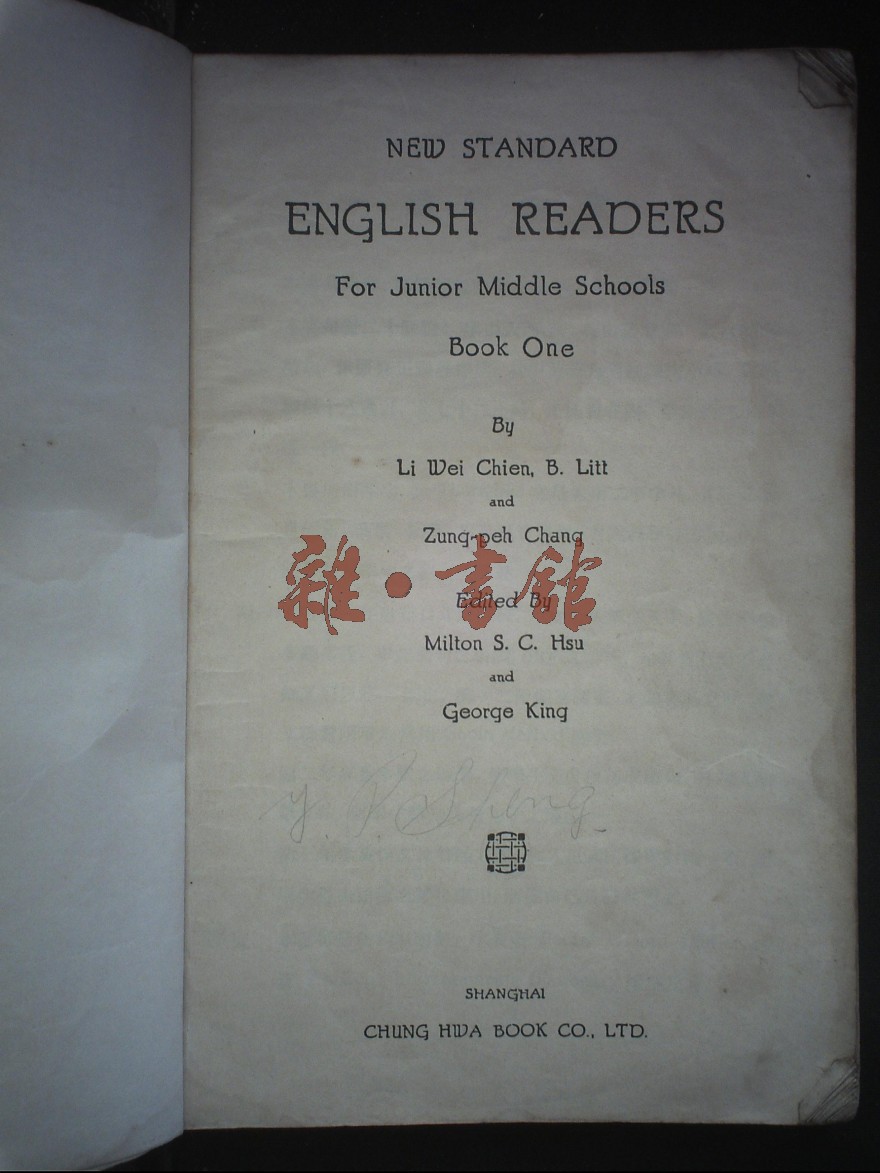 NEW STANDARD
ENGLISH READERS
For Junior Middle Schools
Book One
By
Li Wei Chien, B. Litt
and
Zung-peh Chang
雜·書館
Edited By
Milton S. C. Hsu
and
George King
Y. P. Sheng
SHANGHAI
CHUNG HWA BOOK CO., LTD.